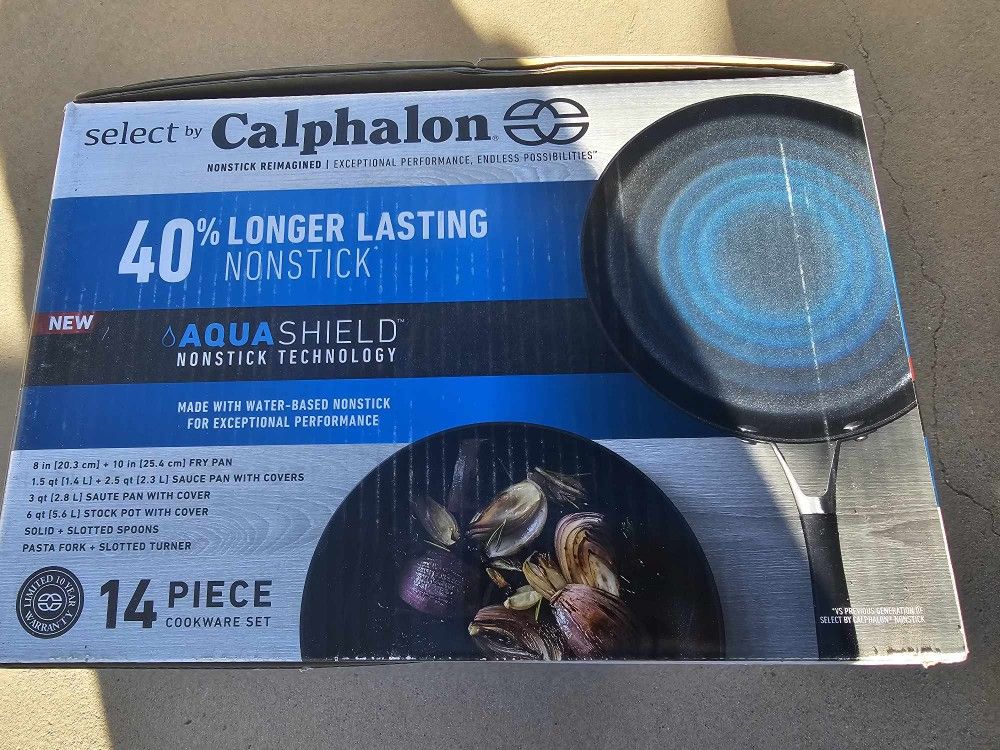 select by Calphalon®
NONSTICK REIMAGINED | EXCEPTIONAL PERFORMANCE, ENDLESS POSSIBILITIES™
40% LONGER LASTING
NONSTICK*
NEW
AQUASHIELD™
NONSTICK TECHNOLOGY
MADE WITH WATER-BASED NONSTICK
FOR EXCEPTIONAL PERFORMANCE
8 in [20.3 cm] + 10 in [25.4 cm] FRY PAN
1.5 qt [1.4 L] + 2.5 qt [2.3 L] SAUCE PAN WITH COVERS
3 qt [2.8 L] SAUTE PAN WITH COVER
6 qt [5.6 L] STOCK POT WITH COVER
SOLID + SLOTTED SPOONS
PASTA FORK + SLOTTED TURNER
LIMITED 10 YEAR
WARRANTY
14 PIECE
COOKWARE SET
*VS PREVIOUS GENERATION OF
SELECT BY CALPHALON® NONSTICK